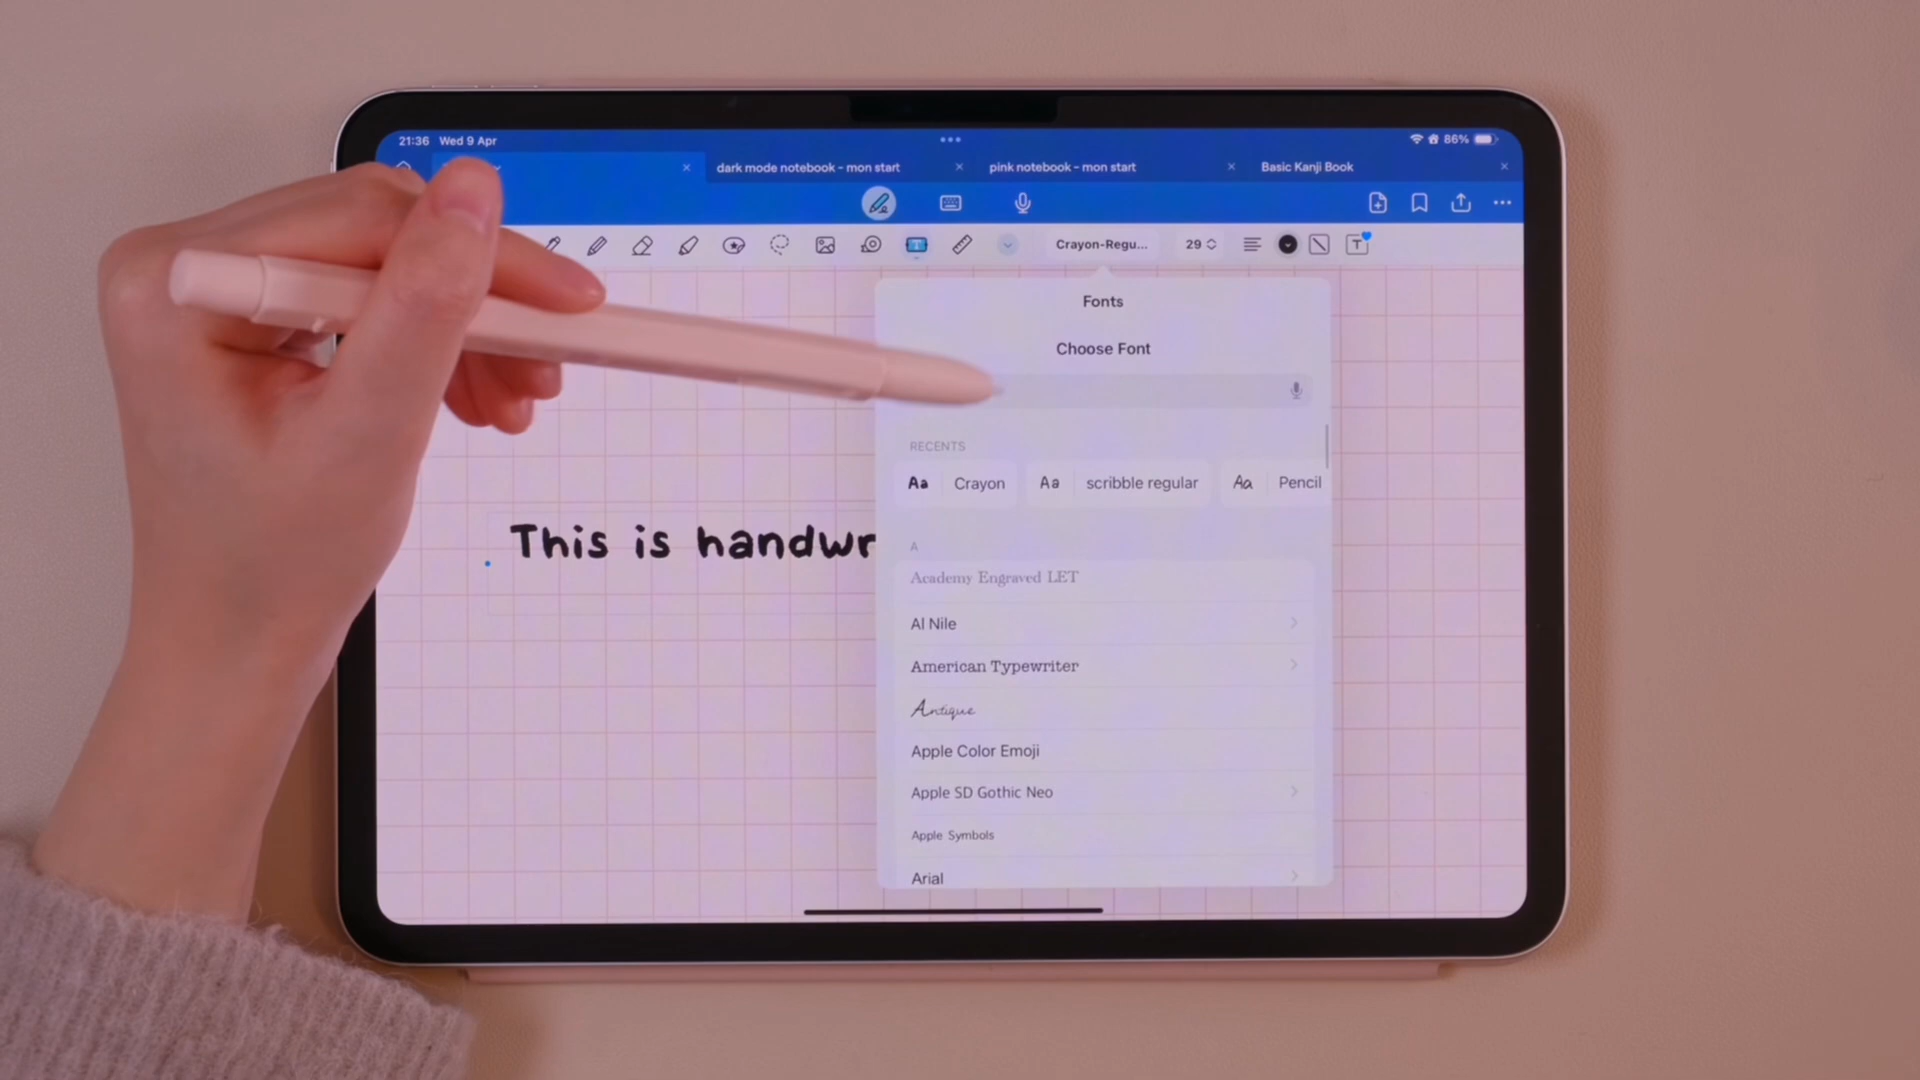 21:36 Wed 9 Apr
86%
dark mode notebook - mon start
pink notebook - mon start
Basic Kanji Book
Crayon-Regu...
29
Fonts
Choose Font
RECENTS
Aa Crayon
Aa scribble regular
Aa Pencil
This is handwr
A
Academy Engraved LET
Al Nile
American Typewriter
Antique
Apple Color Emoji
Apple SD Gothic Neo
Apple Symbols
Arial